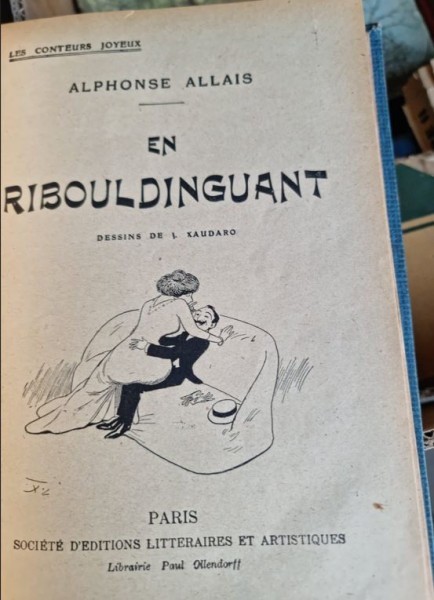 LES CONTEURS JOYEUX
ALPHONSE ALLAIS
EN
RIBOULDINGUANT
DESSINS DE J. XAUDARO
PARIS
SOCIÉTÉ D'EDITIONS LITTERAIRES ET ARTISTIQUES
Librairie Paul Ollendorff